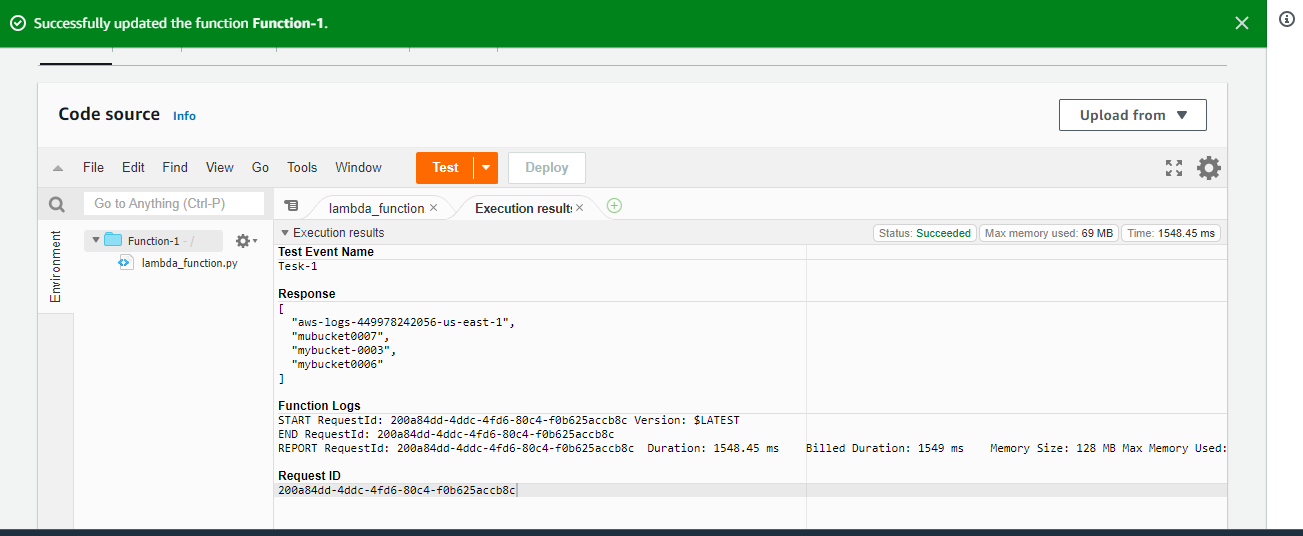 Successfully updated the function Function-1.
Code source Info
Upload from
File Edit Find View Go Tools Window Test Deploy
Go to Anything (Ctrl-P)
lambda_function Execution results
Environment
Function-1 - /
lambda_function.py
Execution results
Status: Succeeded Max memory used: 69 MB Time: 1548.45 ms
Test Event Name
Tesk-1
Response
[
"aws-logs-449978242056-us-east-1",
"mubucket0007",
"mybucket-0003",
"mybucket0006"
]
Function Logs
START RequestId: 200a84dd-4ddc-4fd6-80c4-f0b625accb8c Version: $LATEST
END RequestId: 200a84dd-4ddc-4fd6-80c4-f0b625accb8c
REPORT RequestId: 200a84dd-4ddc-4fd6-80c4-f0b625accb8c Duration: 1548.45 ms Billed Duration: 1549 ms Memory Size: 128 MB Max Memory Used:
Request ID
200a84dd-4ddc-4fd6-80c4-f0b625accb8c